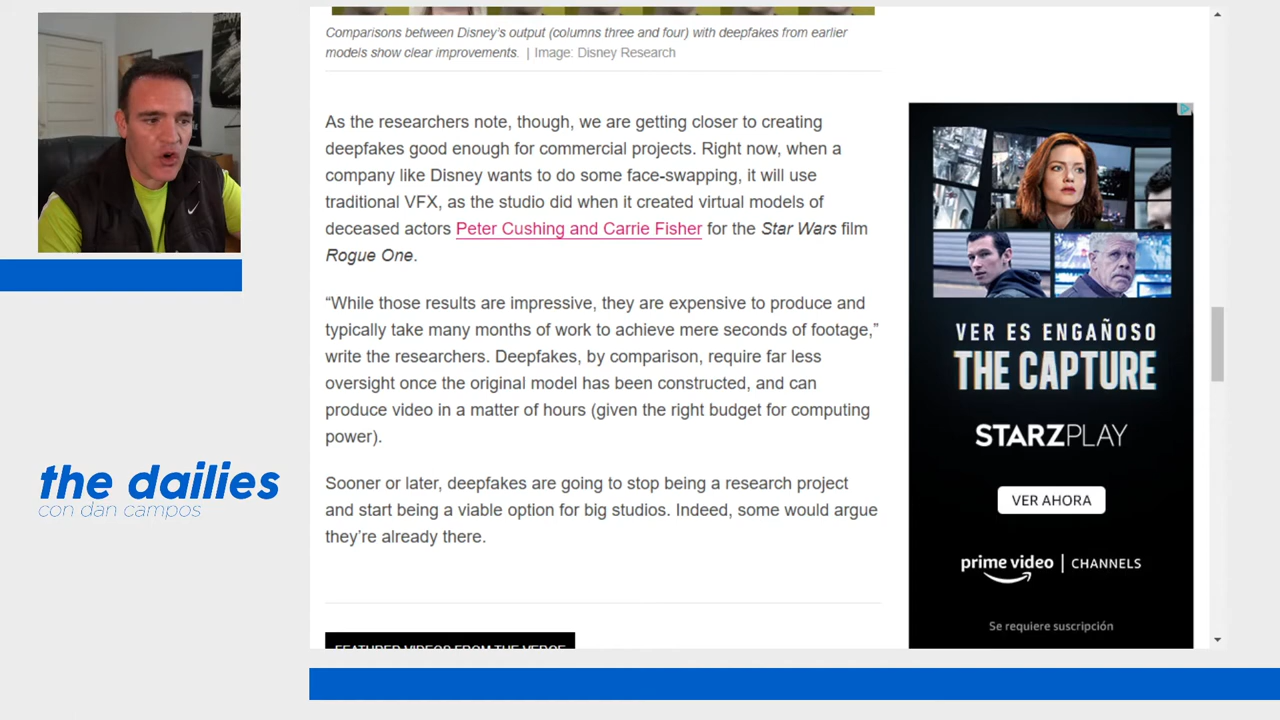 Comparisons between Disney’s output (columns three and four) with deepfakes from earlier
models show clear improvements. | Image: Disney Research
As the researchers note, though, we are getting closer to creating
deepfakes good enough for commercial projects. Right now, when a
company like Disney wants to do some face-swapping, it will use
traditional VFX, as the studio did when it created virtual models of
deceased actors Peter Cushing and Carrie Fisher for the Star Wars film
Rogue One.
“While those results are impressive, they are expensive to produce and
typically take many months of work to achieve mere seconds of footage,”
write the researchers. Deepfakes, by comparison, require far less
oversight once the original model has been constructed, and can
produce video in a matter of hours (given the right budget for computing
power).
Sooner or later, deepfakes are going to stop being a research project
and start being a viable option for big studios. Indeed, some would argue
they’re already there.
FEATURED VIDEOS FROM THE VERGE
VER ES ENGAÑOSO
THE CAPTURE
STARZPLAY
VER AHORA
prime video | CHANNELS
Se requiere suscripción
the dailies
con dan campos